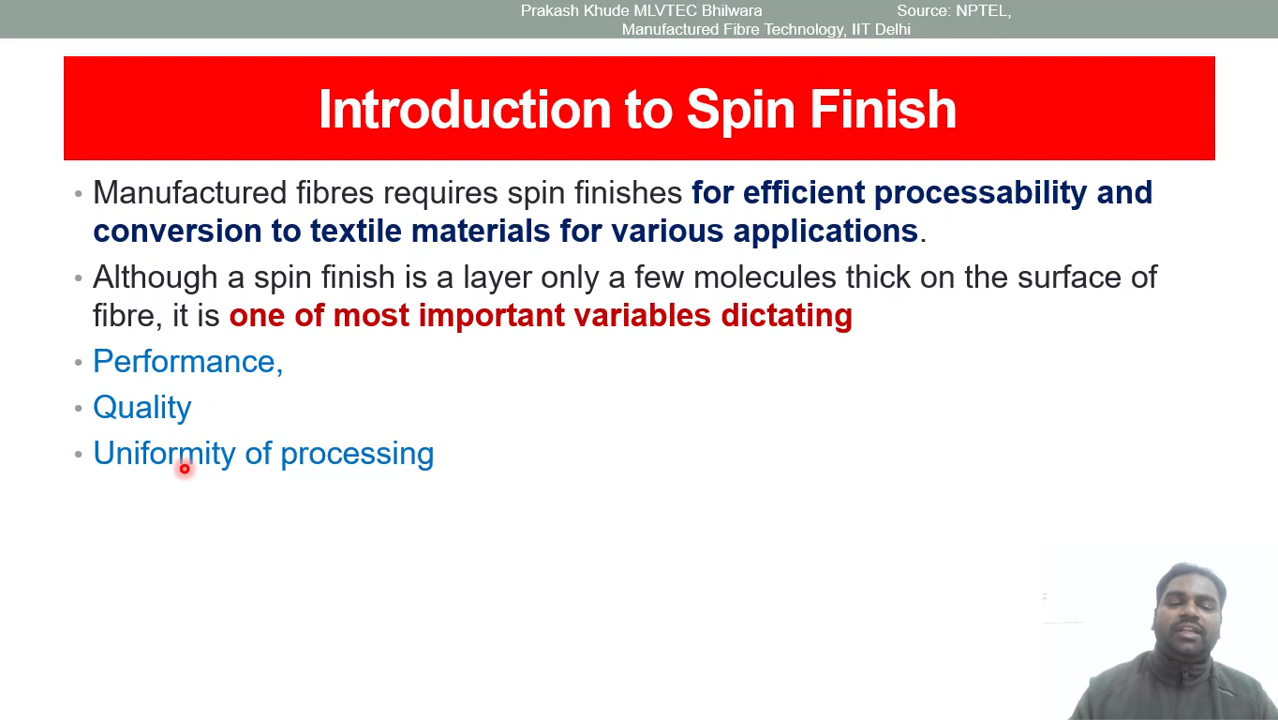 Prakash Khude MLVTEC Bhilwara Source: NPTEL,
Manufactured Fibre Technology, IIT Delhi
Introduction to Spin Finish
• Manufactured fibres requires spin finishes for efficient processability and
conversion to textile materials for various applications.
• Although a spin finish is a layer only a few molecules thick on the surface of
fibre, it is one of most important variables dictating
• Performance,
• Quality
• Uniformity of processing